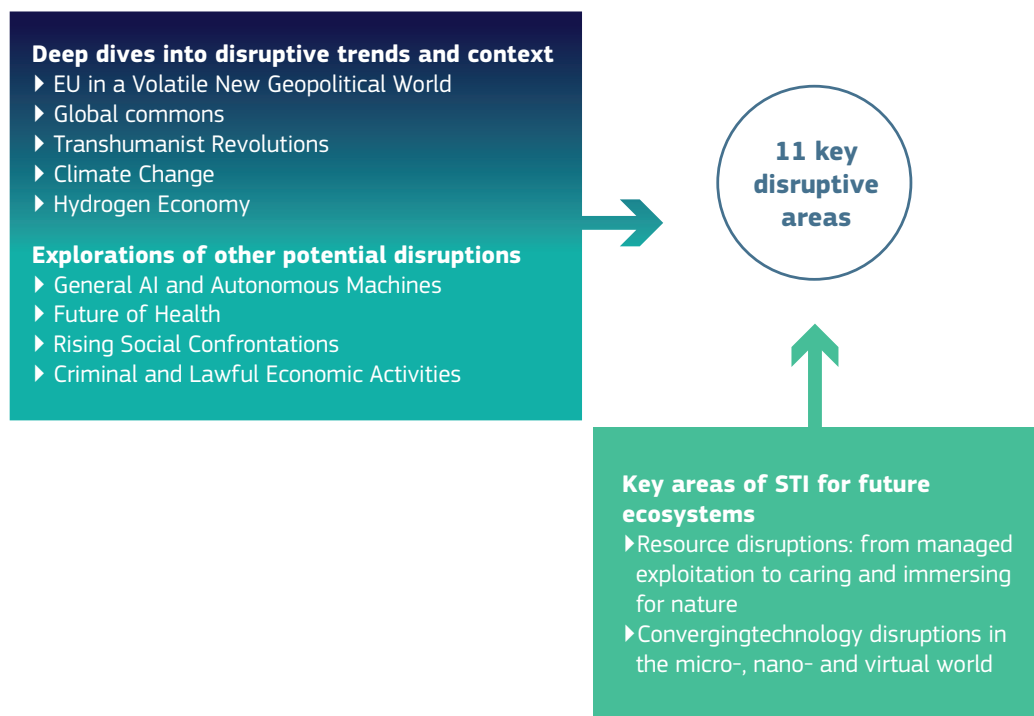 Deep dives into disruptive trends and context
EU in a Volatile New Geopolitical World
Global commons
Transhumanist Revolutions
Climate Change
Hydrogen Economy
Explorations of other potential disruptions
General AI and Autonomous Machines
Future of Health
Rising Social Confrontations
Criminal and Lawful Economic Activities
11 key
disruptive
areas
Key areas of STI for future
ecosystems
Resource disruptions: from managed
exploitation to caring and immersing
for nature
Convergingtechnology disruptions in
the micro-, nano- and virtual world